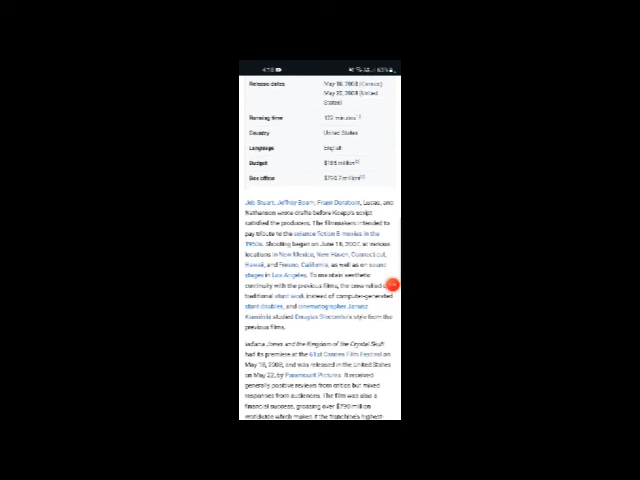 Release dates May 18, 2008 (Cannes)
May 22, 2008 (United
States)
Running time 122 minutes
Country United States
Language English
Budget $185 million
Box office $790.7 million
Jeb Stuart, Jeffrey Boam, Frank Darabont, Lucas, and
Nathanson wrote drafts before Koepp's script
satisfied the producers. The filmmakers intended to
pay tribute to the science fiction B movies in the
1950s. Shooting began on June 18, 2007, at various
locations in New Mexico, New Haven, Connecticut,
Hawaii, and Fresno, California, as well as on sound
stages in Los Angeles. To maintain aesthetic
continuity with the previous films, the crew relied on
traditional stunt work instead of computer-generated
stunt doubles, and cinematographer Janusz
Kamiński studied Douglas Slocombe's style from the
previous films.
Indiana Jones and the Kingdom of the Crystal Skull
had its premiere at the 61st Cannes Film Festival on
May 18, 2008, and was released in the United States
on May 22, by Paramount Pictures. It received
generally positive reviews from critics but mixed
responses from audiences. The film was also a
financial success, grossing over $790 million
worldwide which makes it the franchise's highest-